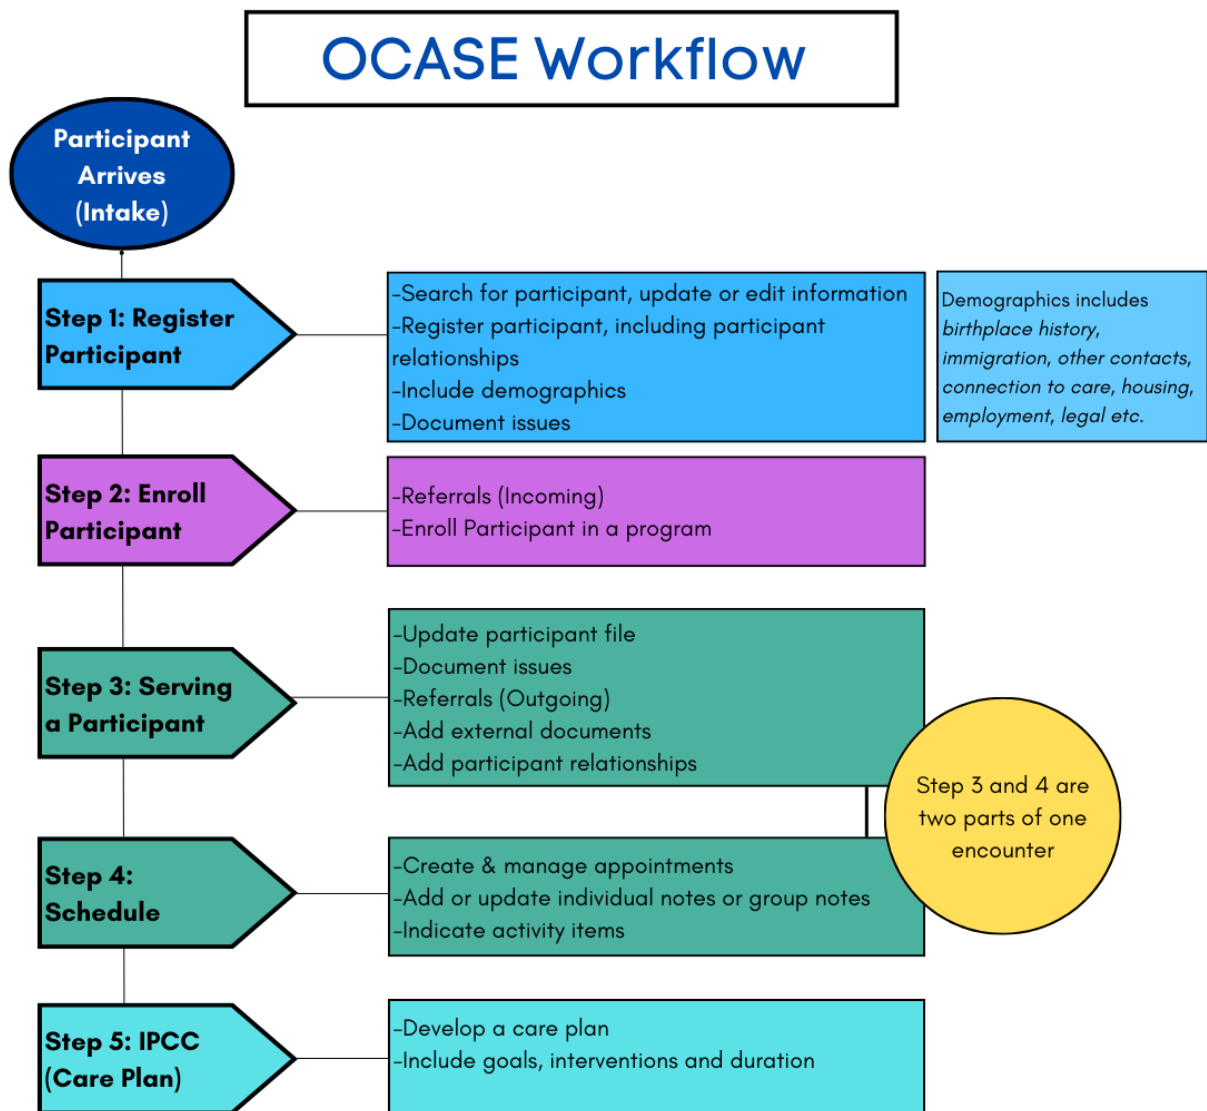 OCASE Workflow
Participant
Arrives
(Intake)
Step 1: Register
Participant
-Search for participant, update or edit information
-Register participant, including participant
relationships
-Include demographics
-Document issues
Demographics includes
birthplace history,
immigration, other contacts,
connection to care, housing,
employment, legal etc.
Step 2: Enroll
Participant
-Referrals (Incoming)
-Enroll Participant in a program
Step 3: Serving
a Participant
-Update participant file
-Document issues
-Referrals (Outgoing)
-Add external documents
-Add participant relationships
Step 3 and 4 are
two parts of one
encounter
Step 4:
Schedule
-Create & manage appointments
-Add or update individual notes or group notes
-Indicate activity items
Step 5: IPCC
(Care Plan)
-Develop a care plan
-Include goals, interventions and duration